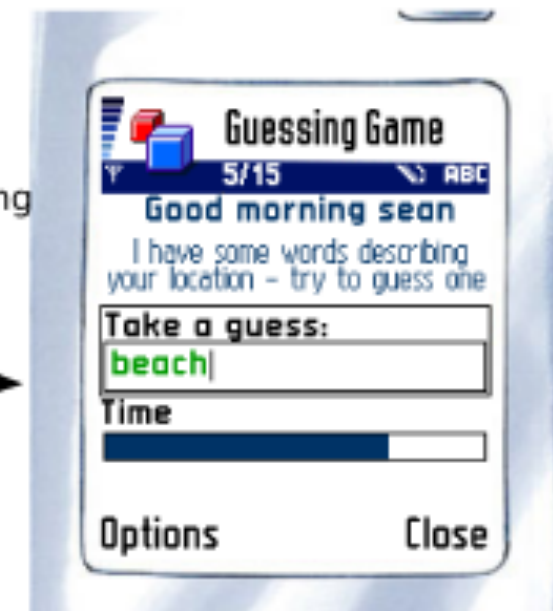 ng
Guessing Game
5/15 ABC
Good morning sean
I have some words describing
your location - try to guess one
Take a guess:
beach
Time
Options Close